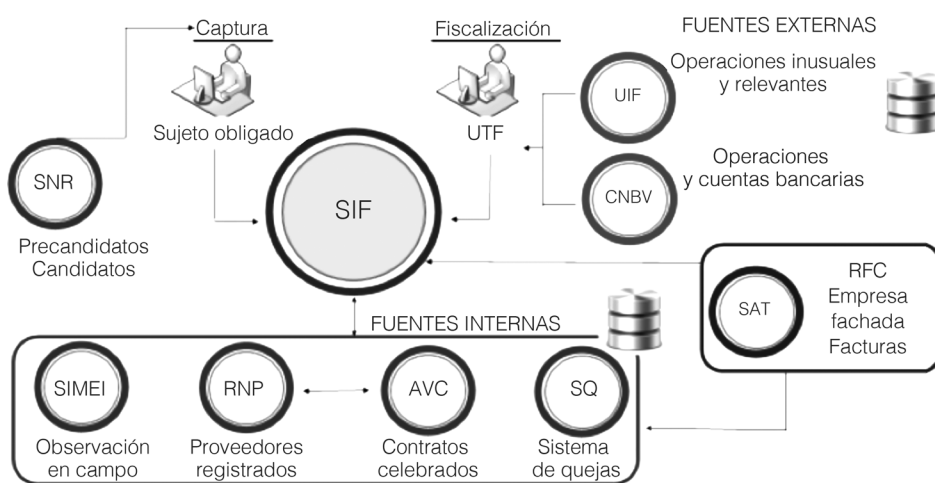 Captura
Fiscalización
FUENTES EXTERNAS
Operaciones inusuales
y relevantes
UIF
Sujeto obligado
UTF
SNR
SIF
Operaciones
y cuentas bancarias
CNBV
Precandidatos
Candidatos
SAT
RFC
Empresa
fachada
Facturas
FUENTES INTERNAS
SIMEI
RNP
AVC
SQ
Observación
en campo
Proveedores
registrados
Contratos
celebrados
Sistema
de quejas